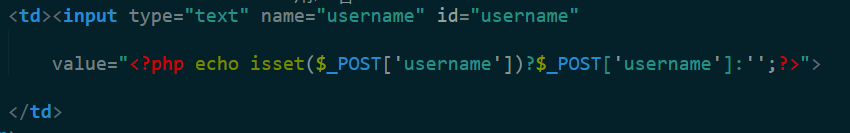 <td><input type="text" name="username" id="username"
value="<?php echo isset($_POST['username'])?$_POST['username']:'';?>">
</td>